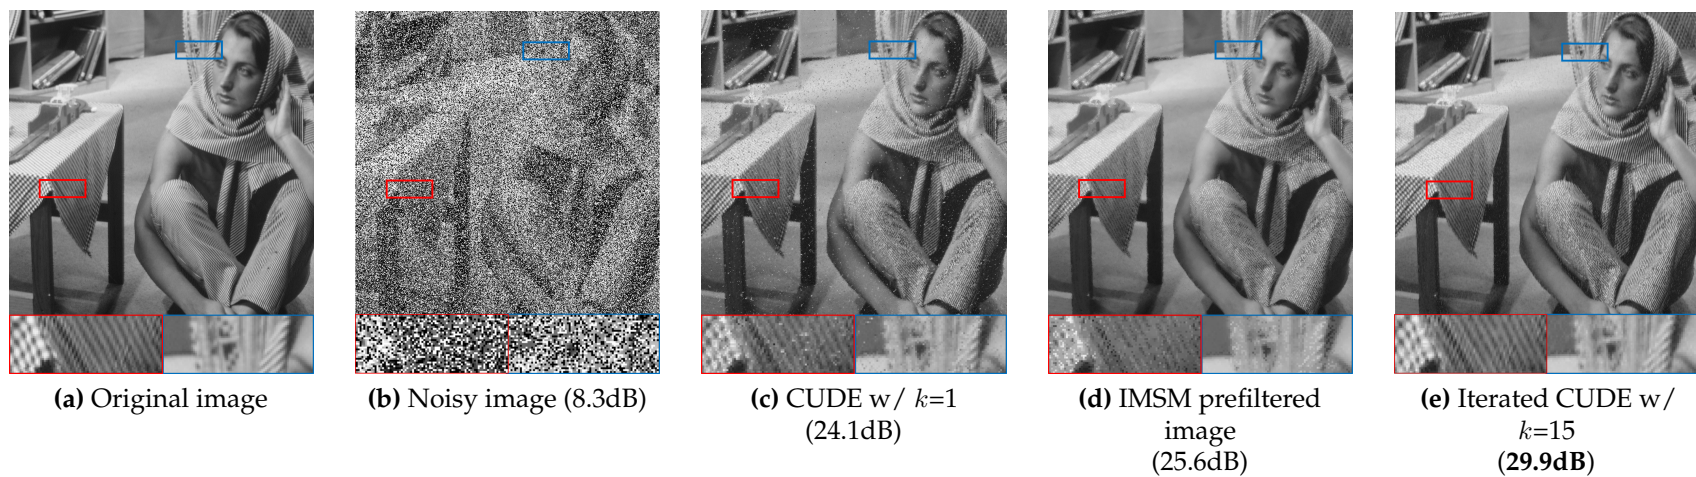 (a) Original image
(b) Noisy image (8.3dB)
(c) CUDE w/ k=1
(24.1dB)
(d) IMSM prefiltered
image
(25.6dB)
(e) Iterated CUDE w/
k=15
(29.9dB)